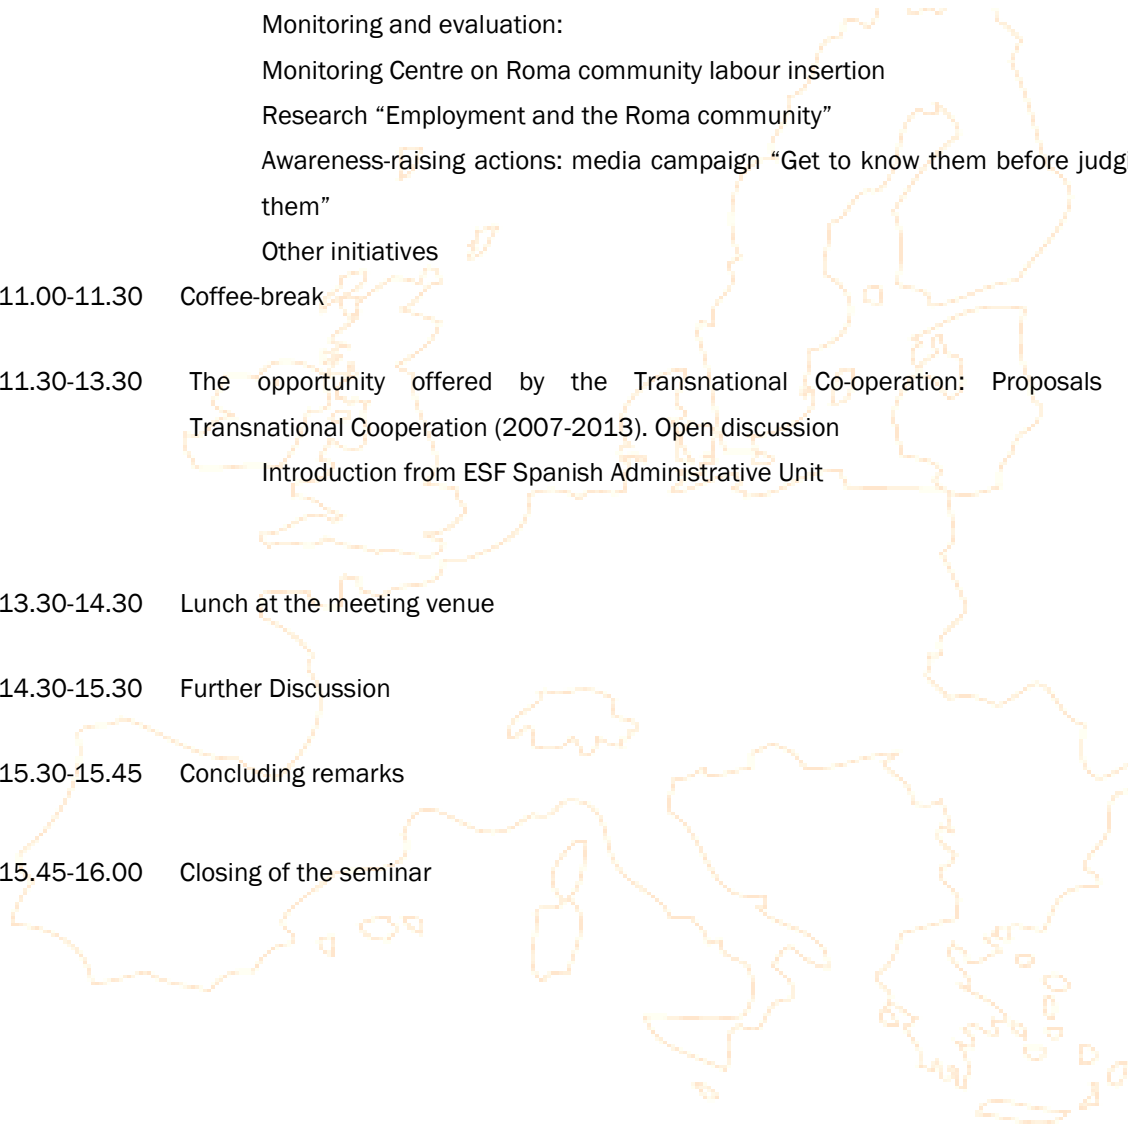 Monitoring and evaluation:
Monitoring Centre on Roma community labour insertion
Research “Employment and the Roma community”
Awareness-raising actions: media campaign “Get to know them before judgi
them”
Other initiatives
11.00-11.30 Coffee-break
11.30-13.30 The opportunity offered by the Transnational Co-operation: Proposals
Transnational Cooperation (2007-2013). Open discussion
Introduction from ESF Spanish Administrative Unit
13.30-14.30 Lunch at the meeting venue
14.30-15.30 Further Discussion
15.30-15.45 Concluding remarks
15.45-16.00 Closing of the seminar